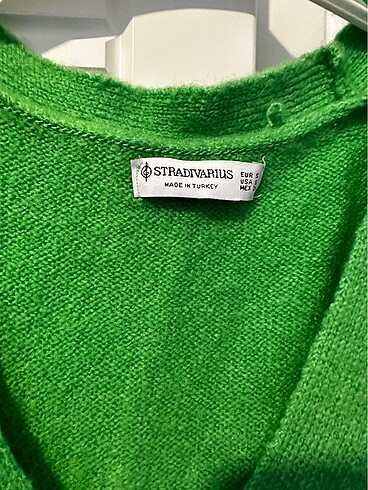 STRADIVARIUS
MADE IN TURKEY
EUR S
USA S
MEX